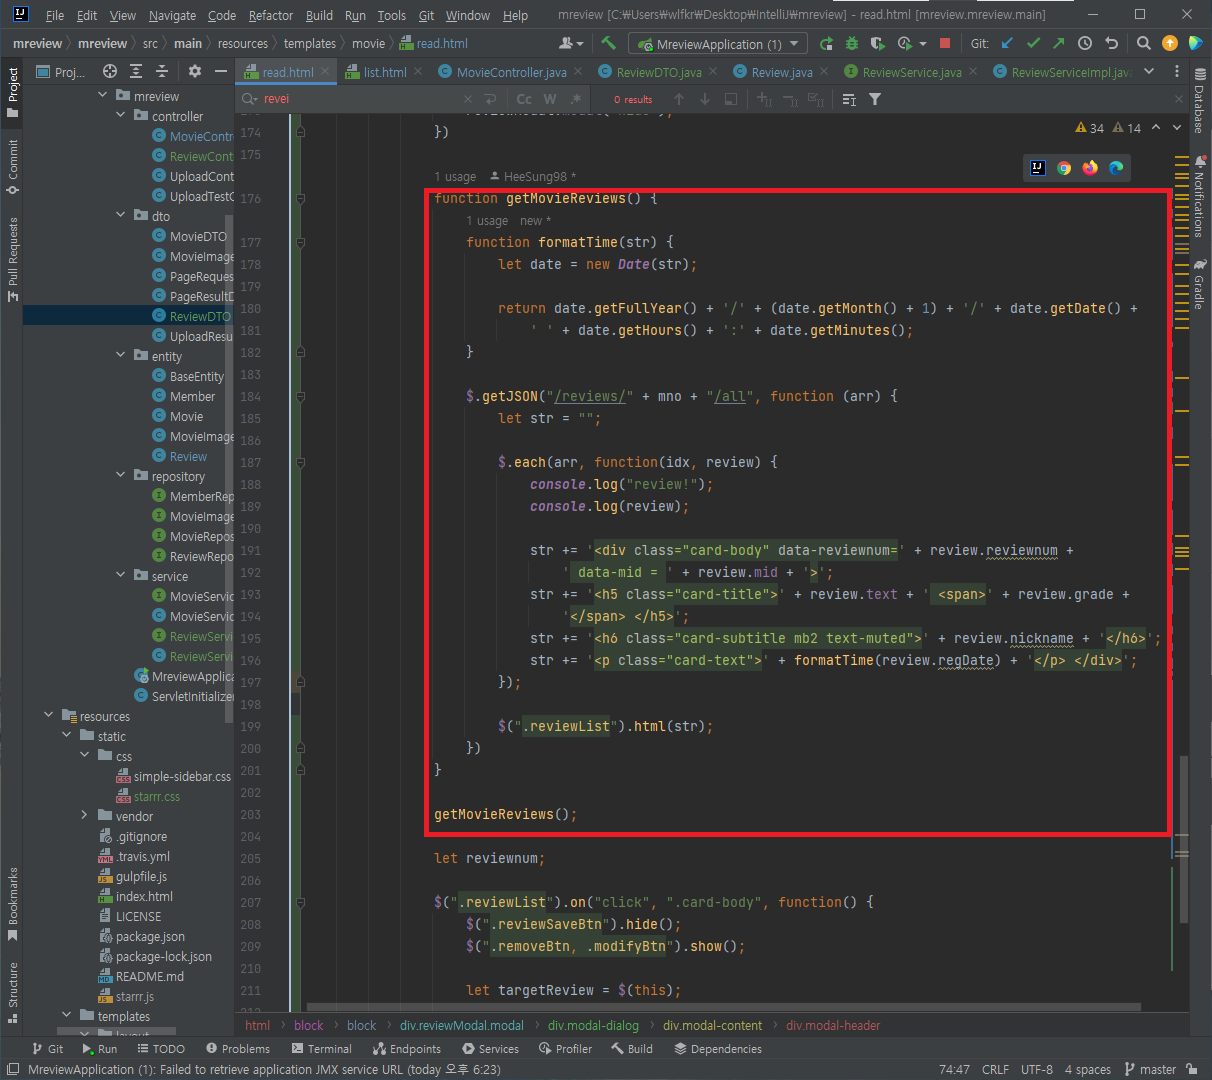 File Edit View Navigate Code Refactor Build Run Tools Git Window Help mreview [C:₩Users₩wlfkr₩Desktop₩IntelliJ₩mreview] - read.html [mreview.mreview.main]
mreview mreview src main resources templates movie read.html MreviewApplication (1) Git:
Proj... read.html list.html MovieController.java ReviewDTO.java Review.java ReviewService.java ReviewServiceImpl.java
revei Cc W .* 0 results
34 14
Project
Commit
Pull Requests
Bookmarks
Structure
Database
Notifications
Gradle
mreview
controller
MovieContr
ReviewCont
UploadCont
UploadTestC
dto
MovieDTO
MovieImage
PageReques
PageResultD
ReviewDTO
UploadResu
entity
BaseEntity
Member
Movie
MovieImage
Review
repository
MemberRep
MovieImage
MovieRepos
ReviewRepo
service
MovieServic
MovieServic
ReviewServi
ReviewServi
MreviewApplica
ServletInitializer
resources
static
css
simple-sidebar.css
starrr.css
vendor
.gitignore
.travis.yml
gulpfile.js
index.html
LICENSE
package.json
package-lock.json
README.md
starrr.js
templates
layout
174 })
175
1 usage HeeSung98 *
176 function getMovieReviews() {
1 usage new *
177 function formatTime(str) {
178 let date = new Date(str);
179
180 return date.getFullYear() + '/' + (date.getMonth() + 1) + '/' + date.getDate() +
181 ' ' + date.getHours() + ':' + date.getMinutes();
182 }
183
184 $.getJSON("/reviews/" + mno + "/all", function (arr) {
185 let str = "";
186
187 $.each(arr, function(idx, review) {
188 console.log("review!");
189 console.log(review);
190
191 str += '<div class="card-body" data-reviewnum=' + review.reviewnum +
192 ' data-mid = ' + review.mid + '>';
193 str += '<h5 class="card-title">' + review.text + ' <span>' + review.grade +
194 '</span> </h5>';
195 str += '<h6 class="card-subtitle mb2 text-muted">' + review.nickname + '</h6>';
196 str += '<p class="card-text">' + formatTime(review.regDate) + '</p> </div>';
197 });
198
199 $(".reviewList").html(str);
200 })
201 }
202
203 getMovieReviews();
204
205 let reviewnum;
206
207 $(".reviewList").on("click", ".card-body", function() {
208 $(".reviewSaveBtn").hide();
209 $(".removeBtn, .modifyBtn").show();
210
211 let targetReview = $(this);
html block block div.reviewModal.modal div.modal-dialog div.modal-content div.modal-header
Git Run TODO Problems Terminal Endpoints Services Profiler Build Dependencies
MreviewApplication (1): Failed to retrieve application JMX service URL (today 오후 6:23) 74:47 CRLF UTF-8 4 spaces master